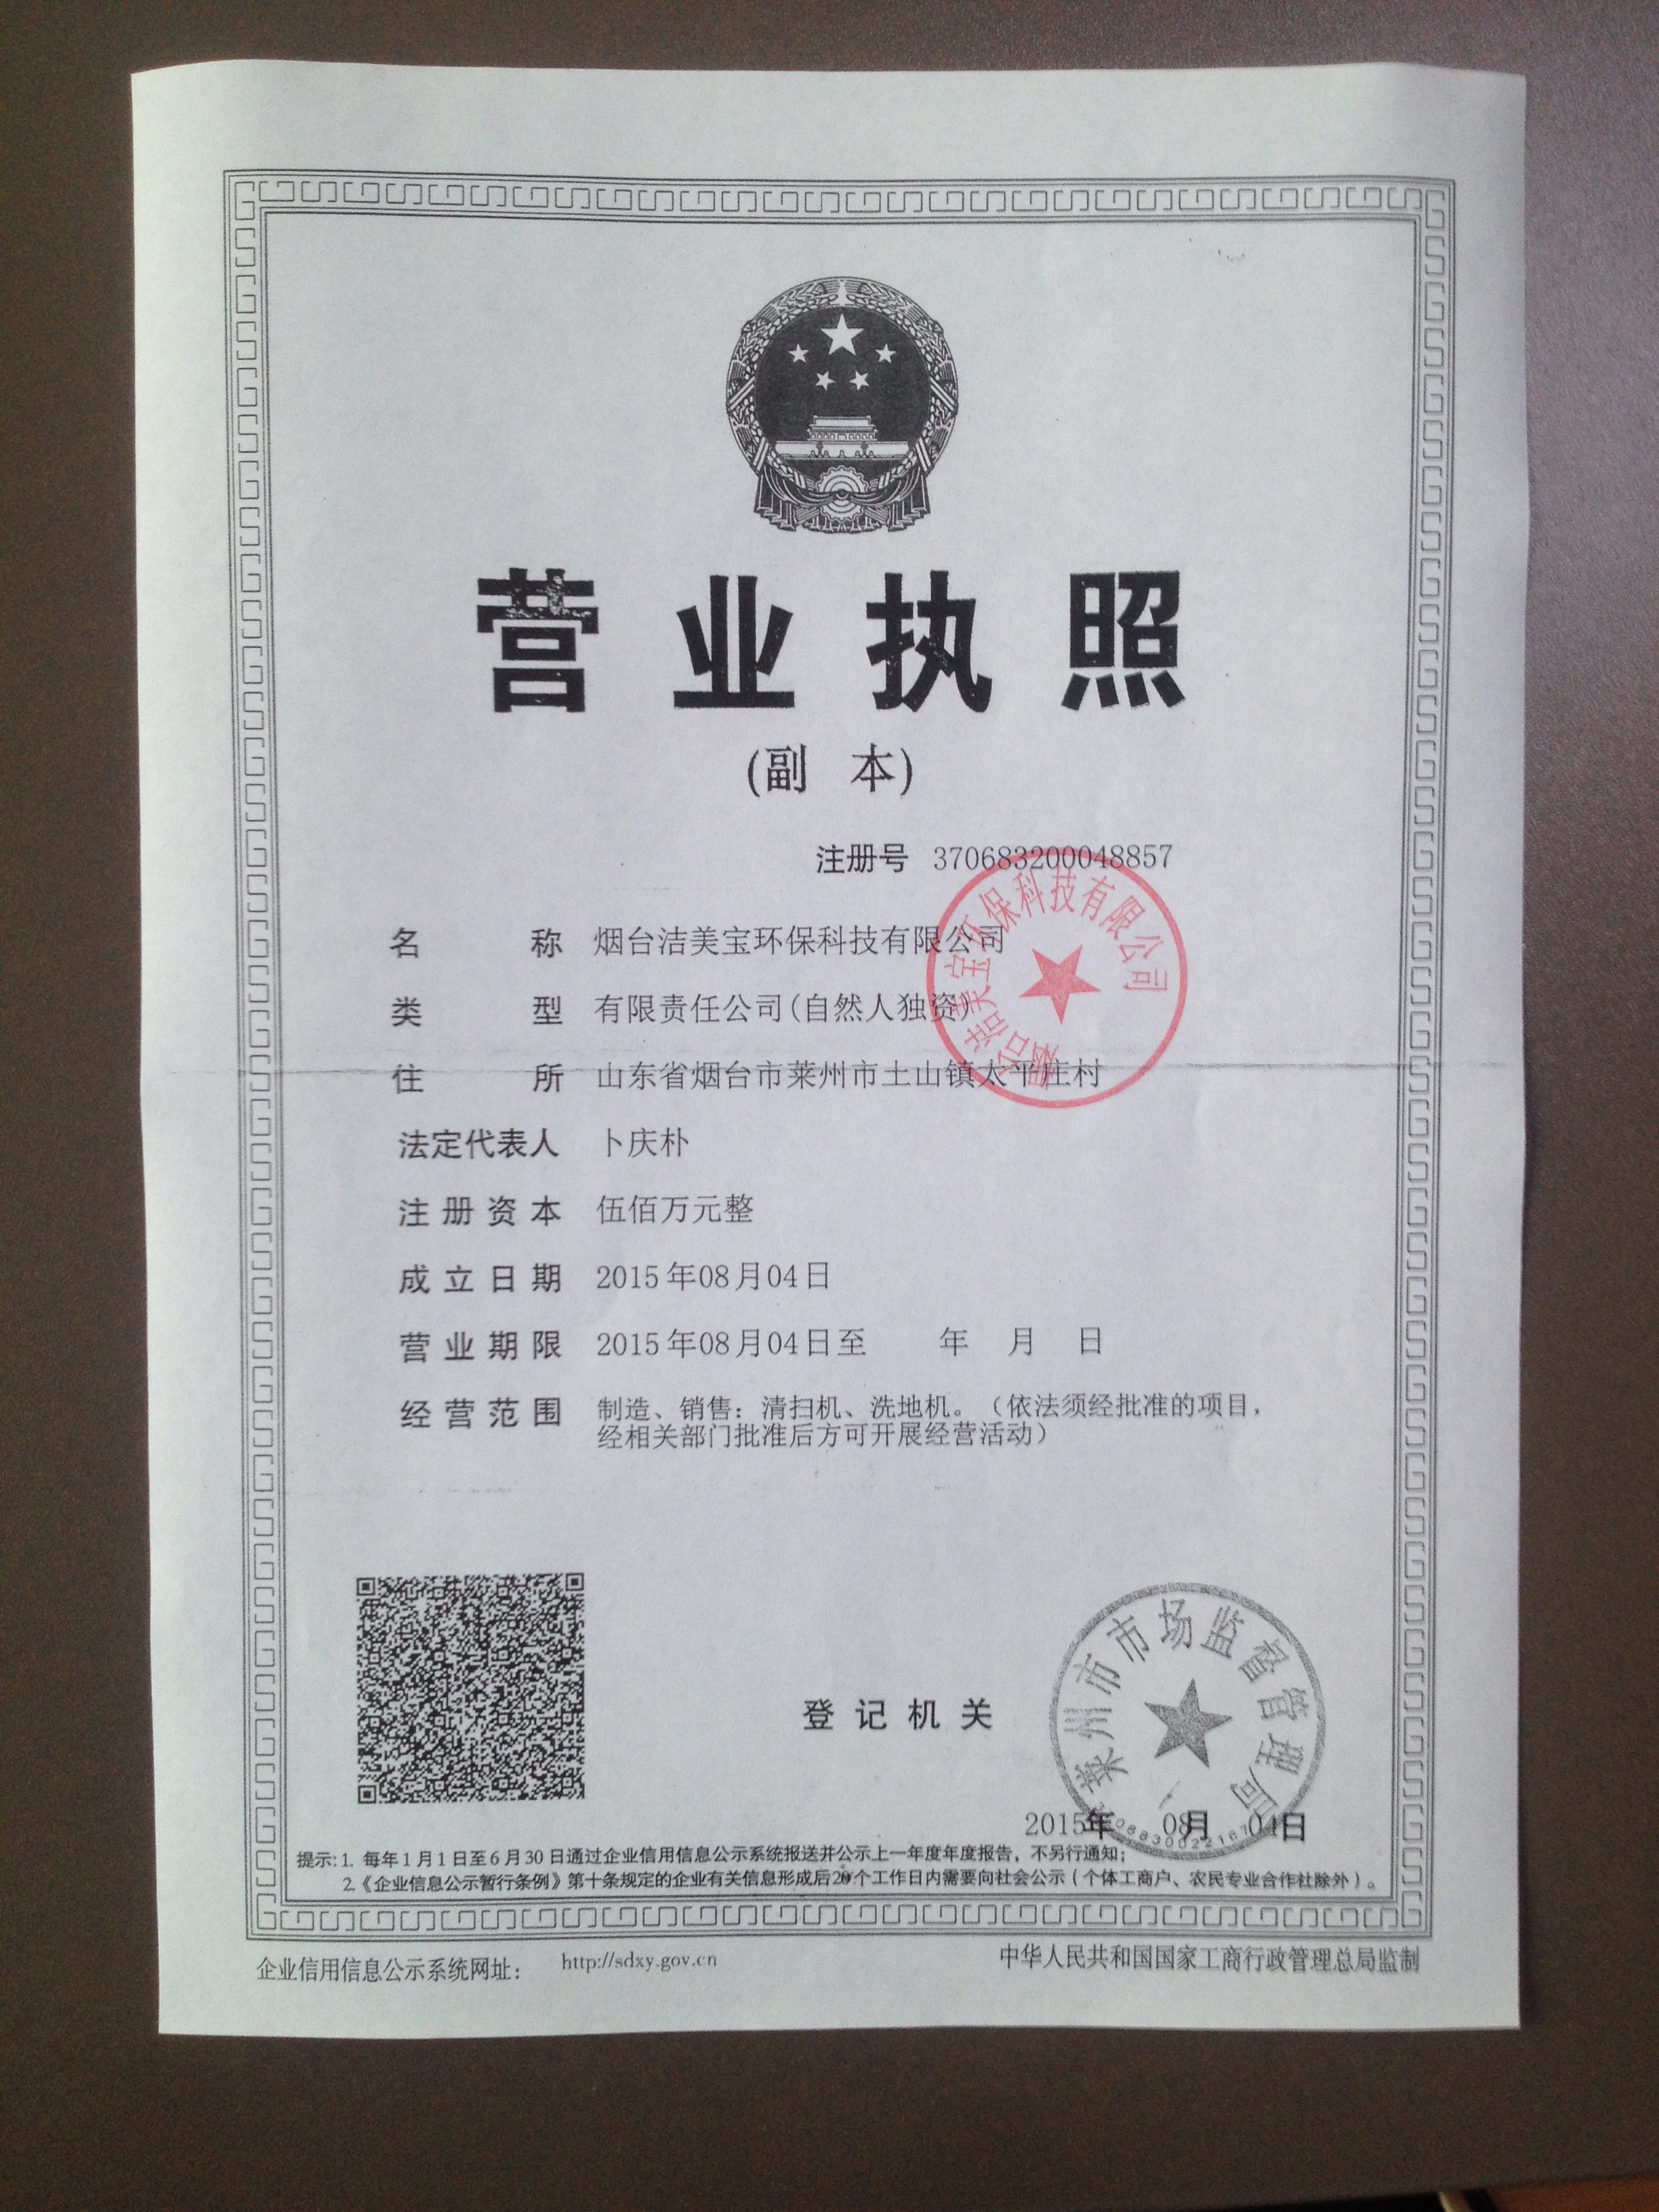 营业执照
(副 本)
注册号 370683200048857
名称 烟台洁美宝环保科技有限公司
类型 有限责任公司(自然人独资)
住所 山东省烟台市莱州市土山镇太平庄村
法定代表人 卜庆朴
注册资本 伍佰万元整
成立日期 2015年08月04日
营业期限 2015年08月04日至 年 月 日
经营范围 制造、销售：清扫机、洗地机。（依法须经批准的项目，
经相关部门批准后方可开展经营活动）
烟台洁美宝环保科技有限公司
登记机关
莱州市市场监督管理局
2015年 08月 04日
提示：1. 每年1月1日至6月30日通过企业信用信息公示系统报送并公示上一年度年度报告，不另行通知；
2.《企业信息公示暂行条例》第十条规定的企业有关信息形成后20个工作日内需要向社会公示（个体工商户、农民专业合作社除外）。
企业信用信息公示系统网址： http://sdxy.gov.cn
中华人民共和国国家工商行政管理总局监制